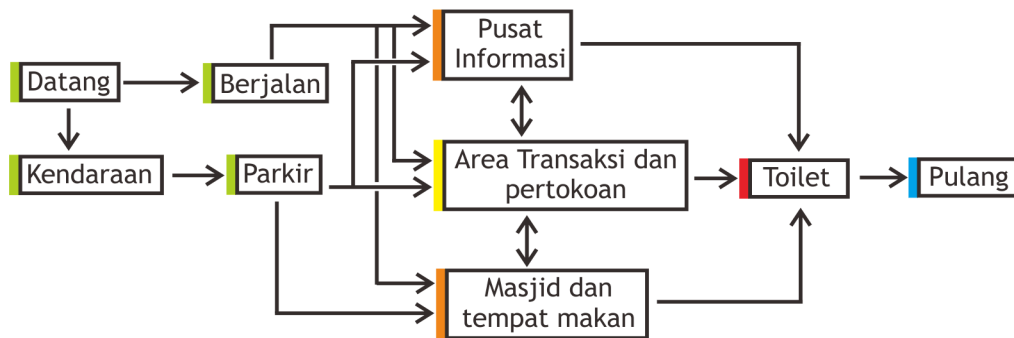 Pusat
Informasi
Datang
Berjalan
Kendaraan
Parkir
Area Transaksi dan
pertokoan
Toilet
Pulang
Masjid dan
tempat makan